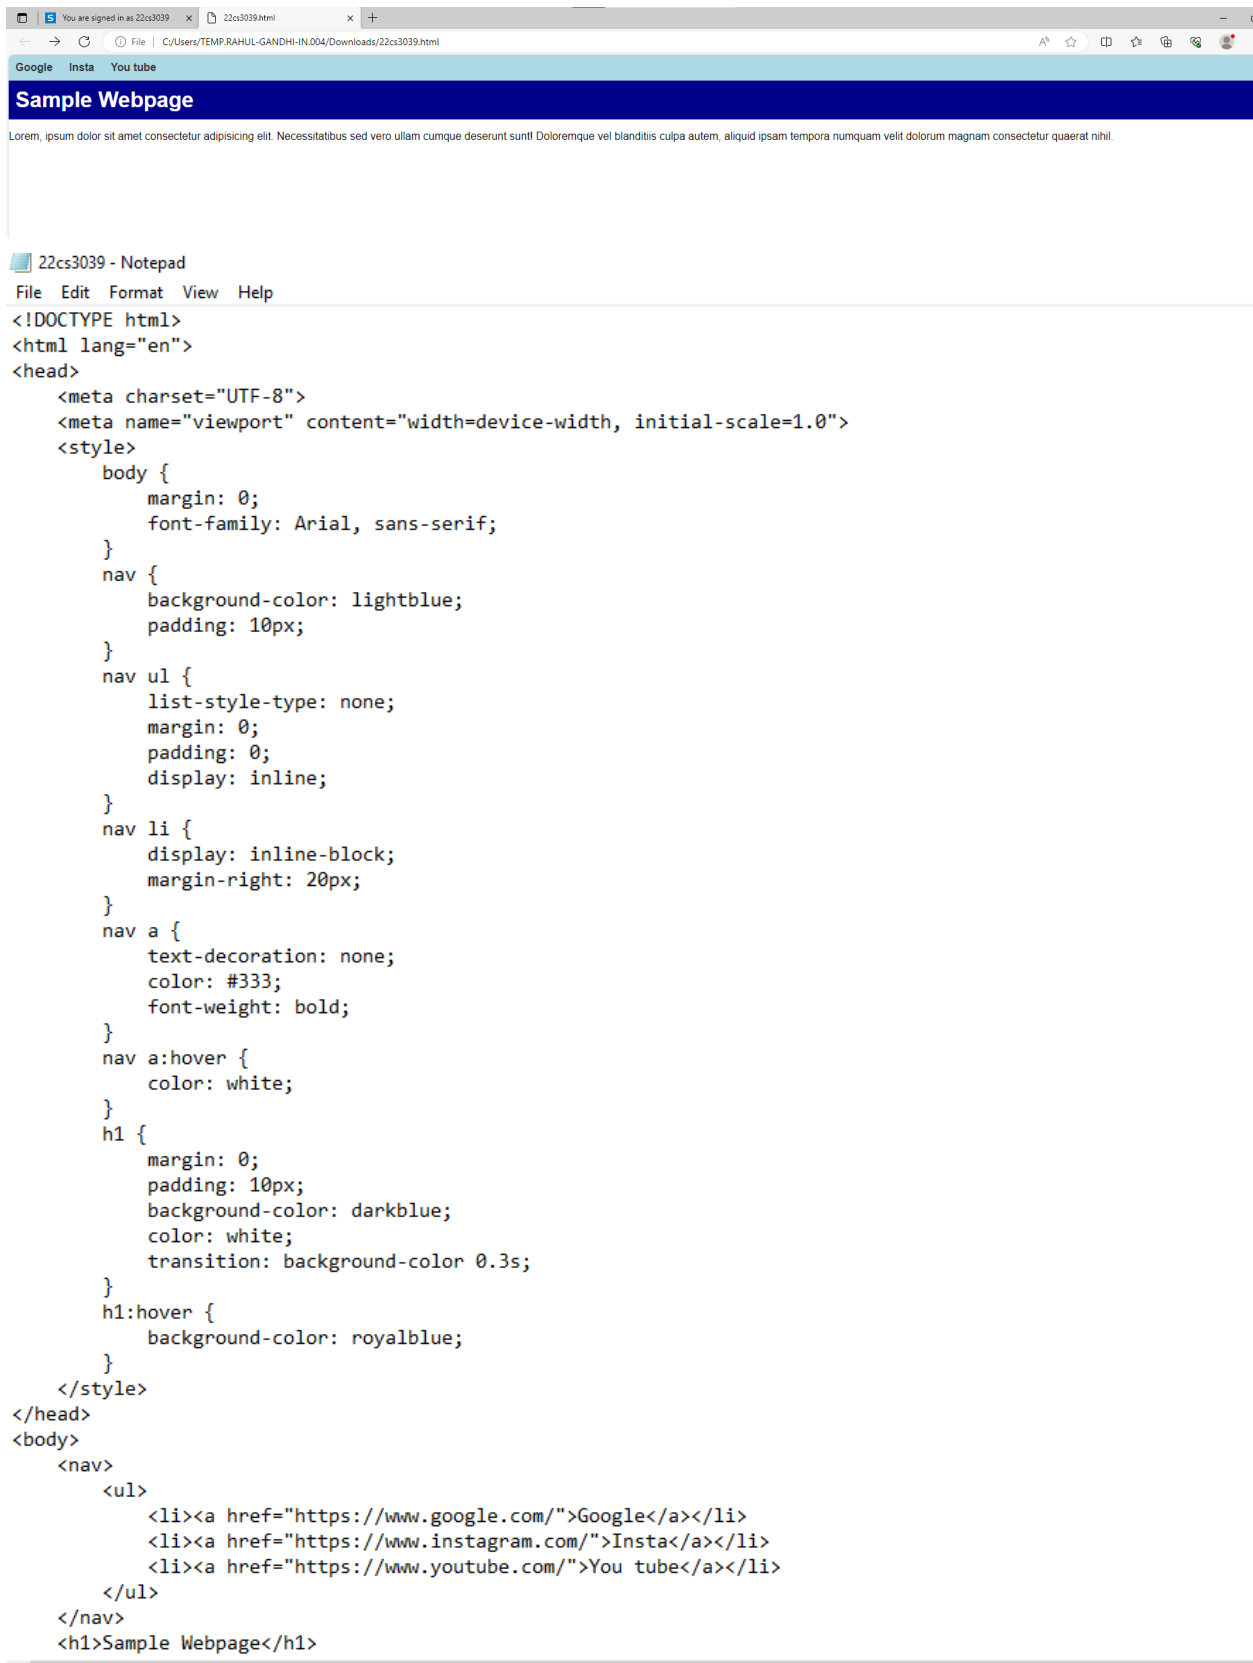 You are signed in as 22cs3039
22cs3039.html
File | C:/Users/TEMP.RAHUL-GANDHI-IN.004/Downloads/22cs3039.html
Google Insta You tube
Sample Webpage
Lorem, ipsum dolor sit amet consectetur adipisicing elit. Necessitatibus sed vero ullam cumque deserunt sunt! Doloremque vel blanditiis culpa autem, aliquid ipsam tempora numquam velit dolorum magnam consectetur quaerat nihil.
22cs3039 - Notepad
File Edit Format View Help
<!DOCTYPE html>
<html lang="en">
<head>
    <meta charset="UTF-8">
    <meta name="viewport" content="width=device-width, initial-scale=1.0">
    <style>
        body {
            margin: 0;
            font-family: Arial, sans-serif;
        }
        nav {
            background-color: lightblue;
            padding: 10px;
        }
        nav ul {
            list-style-type: none;
            margin: 0;
            padding: 0;
            display: inline;
        }
        nav li {
            display: inline-block;
            margin-right: 20px;
        }
        nav a {
            text-decoration: none;
            color: #333;
            font-weight: bold;
        }
        nav a:hover {
            color: white;
        }
        h1 {
            margin: 0;
            padding: 10px;
            background-color: darkblue;
            color: white;
            transition: background-color 0.3s;
        }
        h1:hover {
            background-color: royalblue;
        }
    </style>
</head>
<body>
    <nav>
        <ul>
            <li><a href="https://www.google.com/">Google</a></li>
            <li><a href="https://www.instagram.com/">Insta</a></li>
            <li><a href="https://www.youtube.com/">You tube</a></li>
        </ul>
    </nav>
    <h1>Sample Webpage</h1>